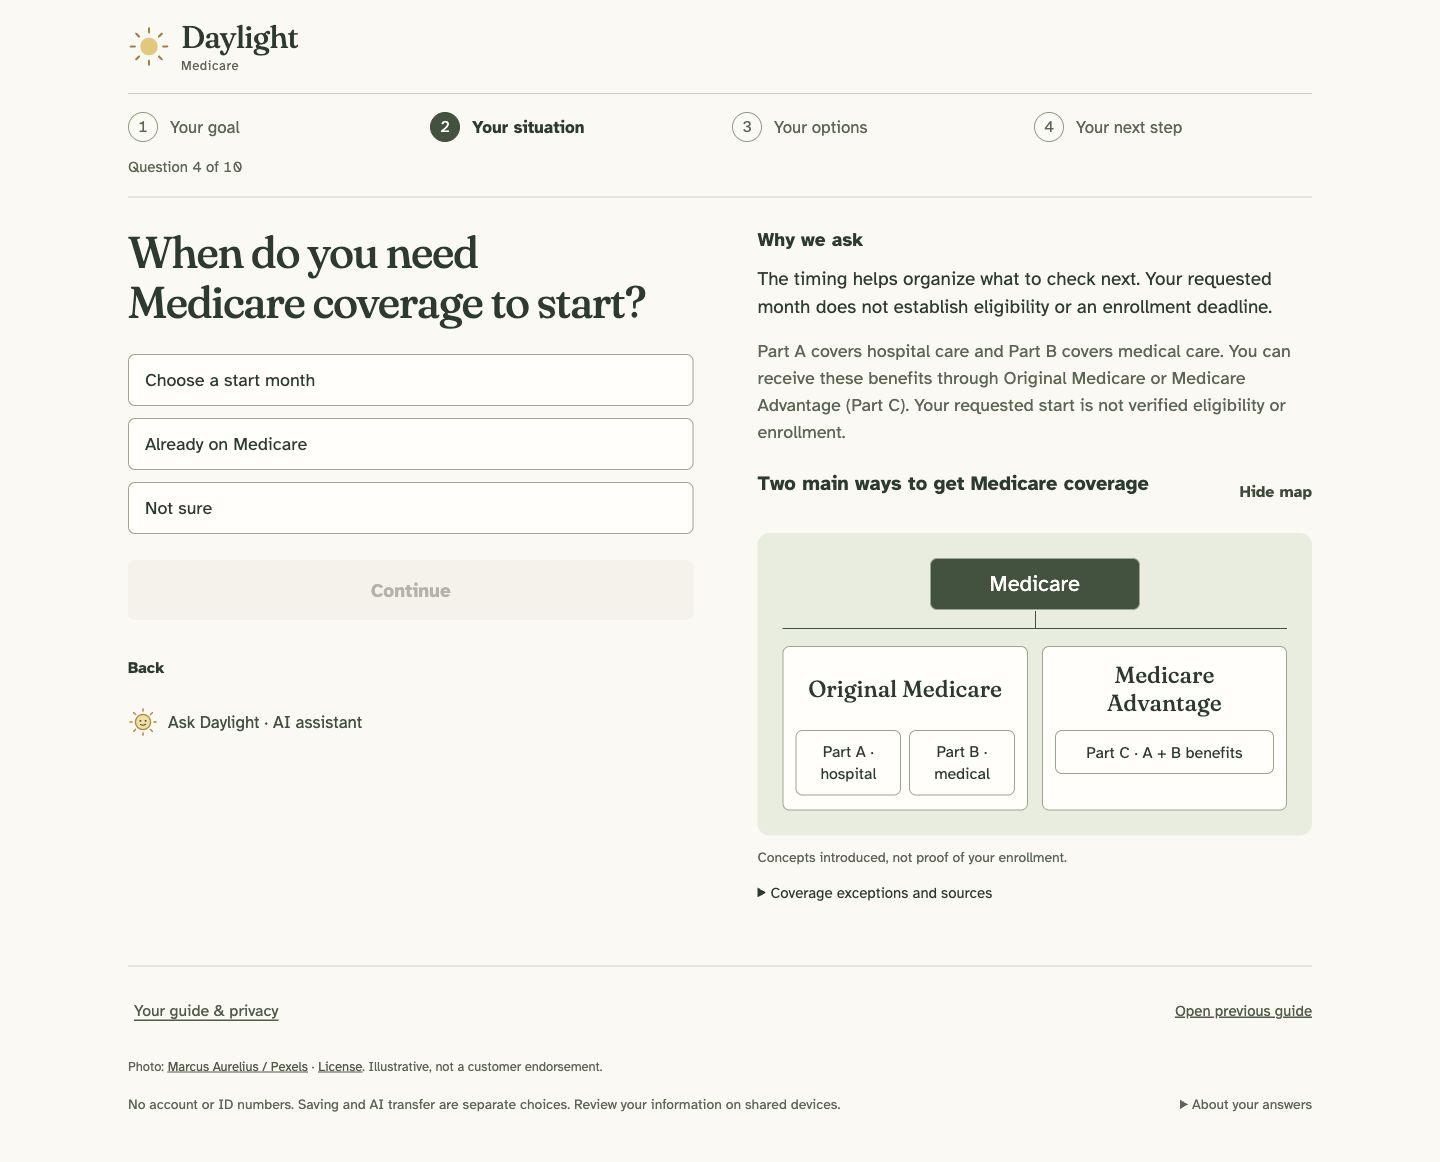 Daylight
Medicare
1 Your goal
2 Your situation
3 Your options
4 Your next step
Question 4 of 10
When do you need
Medicare coverage to start?
Choose a start month
Already on Medicare
Not sure
Continue
Back
Ask Daylight · AI assistant
Why we ask
The timing helps organize what to check next. Your requested
month does not establish eligibility or an enrollment deadline.
Part A covers hospital care and Part B covers medical care. You can
receive these benefits through Original Medicare or Medicare
Advantage (Part C). Your requested start is not verified eligibility or
enrollment.
Two main ways to get Medicare coverage
Hide map
Medicare
Original Medicare
Part A ·
hospital
Part B ·
medical
Medicare
Advantage
Part C · A + B benefits
Concepts introduced, not proof of your enrollment.
▶ Coverage exceptions and sources
Your guide & privacy
Open previous guide
Photo: Marcus Aurelius / Pexels · License. Illustrative, not a customer endorsement.
No account or ID numbers. Saving and AI transfer are separate choices. Review your information on shared devices.
▶ About your answers